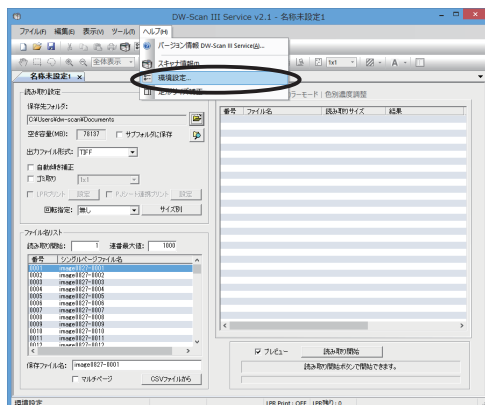 DW-Scan III Service v2.1 - 名称未設定1
ファイル(F) 編集(E) 表示(V) ツール(T) ヘルプ(H)
バージョン情報 DW-Scan III Service(A)...
全体表示
スキャナ情報(I)...
1x1
環境設定...
名称未設定1 x
色別濃度調整
読み取り設定
保存先フォルダ:
C:¥Users¥dw-scan¥Documents
空き容量(MB): 78137 サブフォルダに保存
出力ファイル形式: TIFF
自動傾き補正
ゴミ取り 1x1
LPRプリント 設定 PJシート連携プリント 設定
回転指定: 無し サイズ別
番号 ファイル名 読み取りサイズ 結果
ファイル名リスト
読み取り開始: 1 連番最大値: 1000
番号 シングルページファイル名
0001 image0827-0001
0002 image0827-0002
0003 image0827-0003
0004 image0827-0004
0005 image0827-0005
0006 image0827-0006
0007 image0827-0007
0008 image0827-0008
0009 image0827-0009
0010 image0827-0010
0011 image0827-0011
0012 image0827-0012
保存ファイル名: image0827-0001
マルチページ CSVファイルから
プレビュー 読み取り開始
読み取り開始ボタンで開始できます。
環境設定 LPR Print : OFF LPR残り : 0